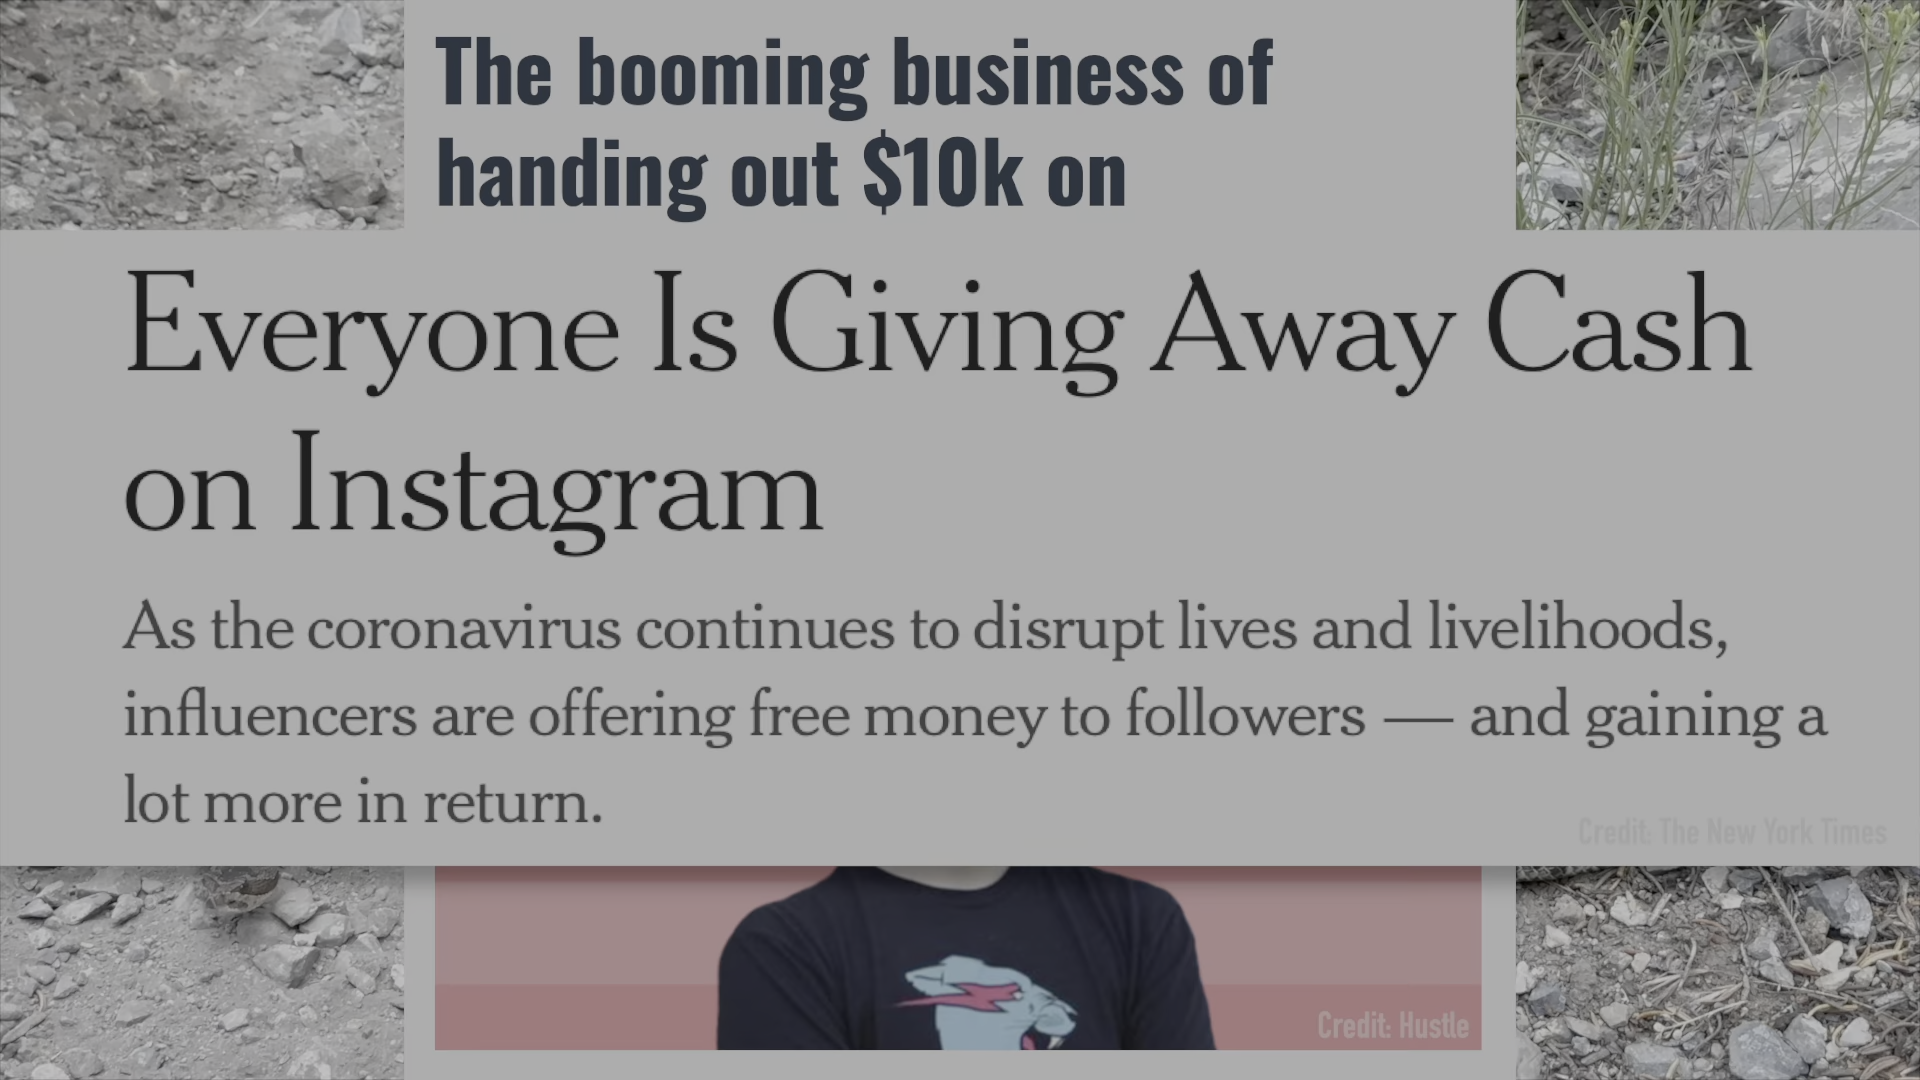 The booming business of
handing out $10k on
Everyone Is Giving Away Cash
on Instagram
As the coronavirus continues to disrupt lives and livelihoods,
influencers are offering free money to followers — and gaining a
lot more in return.
Credit: The New York Times
Credit: Hustle